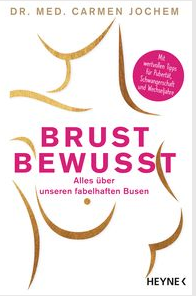 DR. MED. CARMEN JOCHEM
Mit
wertvollen Tipps
für Pubertät,
Schwangerschaft
und Wechseljahre
BRUST
BEWUSST
Alles über
unseren fabelhaften Busen
HEYNE